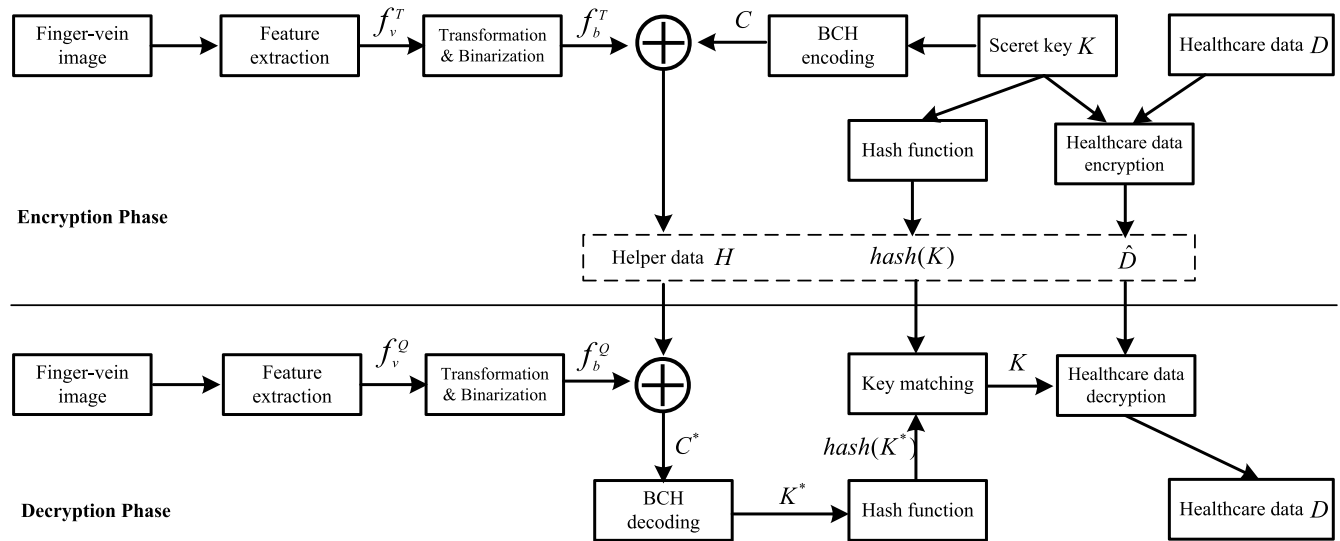 Finger-vein
image
Feature
extraction
f_v^T
Transformation
& Binarization
f_b^T
C
BCH
encoding
Sceret key K
Healthcare data D
Hash function
Healthcare data
encryption
Encryption Phase
Helper data H
hash(K)
D̂
Finger-vein
image
Feature
extraction
f_v^Q
Transformation
& Binarization
f_b^Q
Key matching
K
Healthcare data
decryption
C*
hash(K*)
Decryption Phase
BCH
decoding
K*
Hash function
Healthcare data D